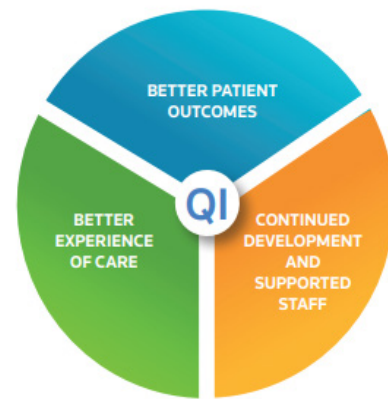 BETTER PATIENT
OUTCOMES
QI
BETTER
EXPERIENCE
OF CARE
CONTINUED
DEVELOPMENT
AND
SUPPORTED
STAFF